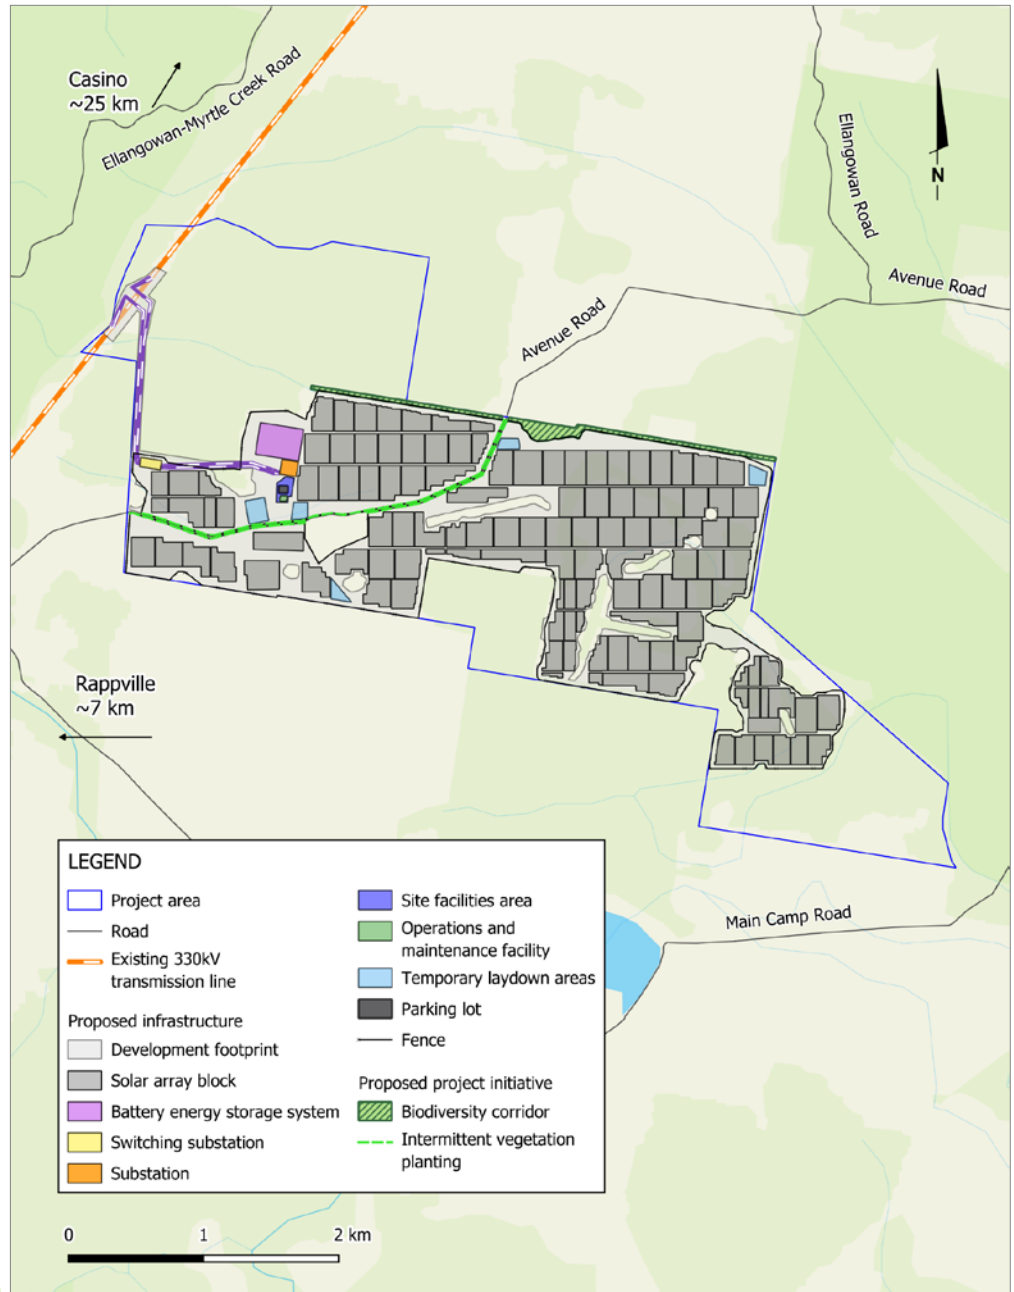 Casino
~25 km
Ellangowan-Myrtle Creek Road
Ellangowan Road
N
Avenue Road
Avenue Road
Rappville
~7 km
Main Camp Road
LEGEND
Project area
Road
Existing 330kV
transmission line
Proposed infrastructure
Development footprint
Solar array block
Battery energy storage system
Switching substation
Substation
Site facilities area
Operations and
maintenance facility
Temporary laydown areas
Parking lot
Fence
Proposed project initiative
Biodiversity corridor
Intermittent vegetation
planting
0 1 2 km